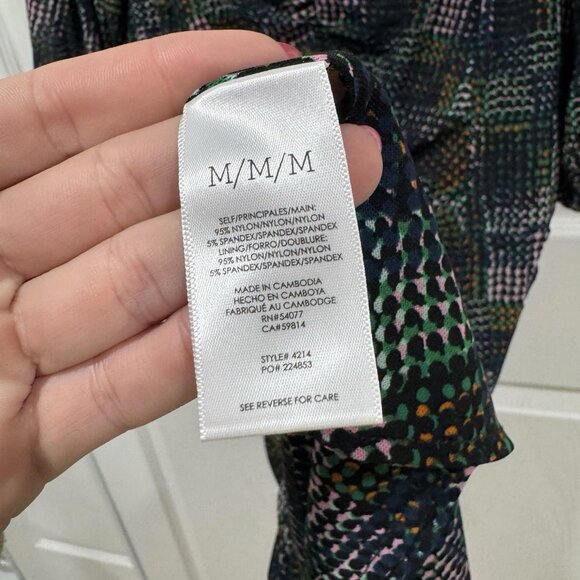 M/M/M
SELF/PRINCIPALES/MAIN:
95% NYLON/NYLON/NYLON
5% SPANDEX/SPANDEX/SPANDEX
LINING/FORRO/DOUBLURE:
95% NYLON/NYLON/NYLON
5% SPANDEX/SPANDEX/SPANDEX
MADE IN CAMBODIA
HECHO EN CAMBOYA
FABRIQUÉ AU CAMBODGE
RN#54077
CA#59814
STYLE# 4214
PO# 224853
SEE REVERSE FOR CARE